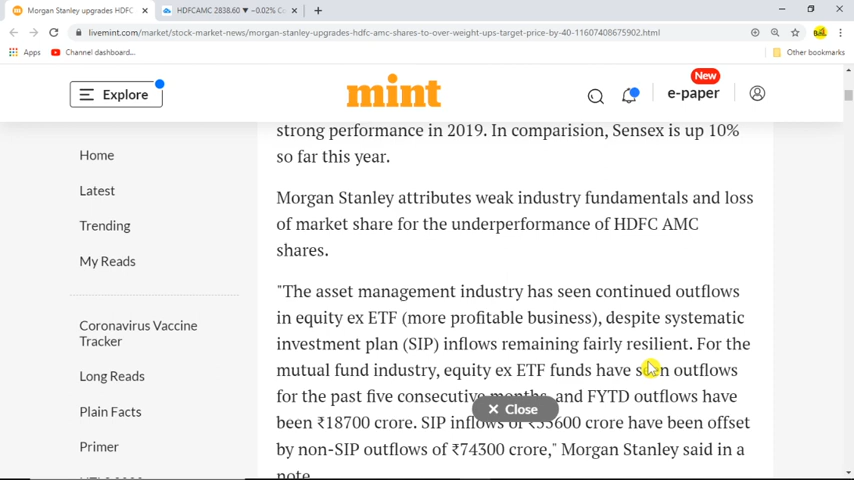 Morgan Stanley upgrades HDFC
HDFCAMC 2838.60 ▼ −0.02%
livemint.com/market/stock-market-news/morgan-stanley-upgrades-hdfc-amc-shares-to-over-weight-ups-target-price-by-40-11607408675902.html
Apps
Channel dashboard...
Other bookmarks
Explore
mint
New
e-paper
strong performance in 2019. In comparision, Sensex is up 10%
so far this year.
Home
Latest
Trending
My Reads
Coronavirus Vaccine
Tracker
Long Reads
Plain Facts
Primer
Morgan Stanley attributes weak industry fundamentals and loss
of market share for the underperformance of HDFC AMC
shares.
"The asset management industry has seen continued outflows
in equity ex ETF (more profitable business), despite systematic
investment plan (SIP) inflows remaining fairly resilient. For the
mutual fund industry, equity ex ETF funds have seen outflows
for the past five consecutive months, and FYTD outflows have
been ₹18700 crore. SIP inflows of ₹55600 crore have been offset
by non-SIP outflows of ₹74300 crore," Morgan Stanley said in a
note.
✕ Close